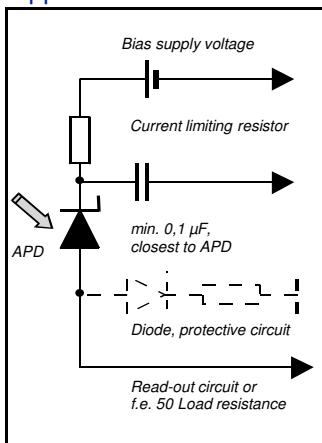 Bias supply voltage
Current limiting resistor
APD
min. 0,1 µF,
closest to APD
Diode, protective circuit
Read-out circuit or
f.e. 50 Load resistance